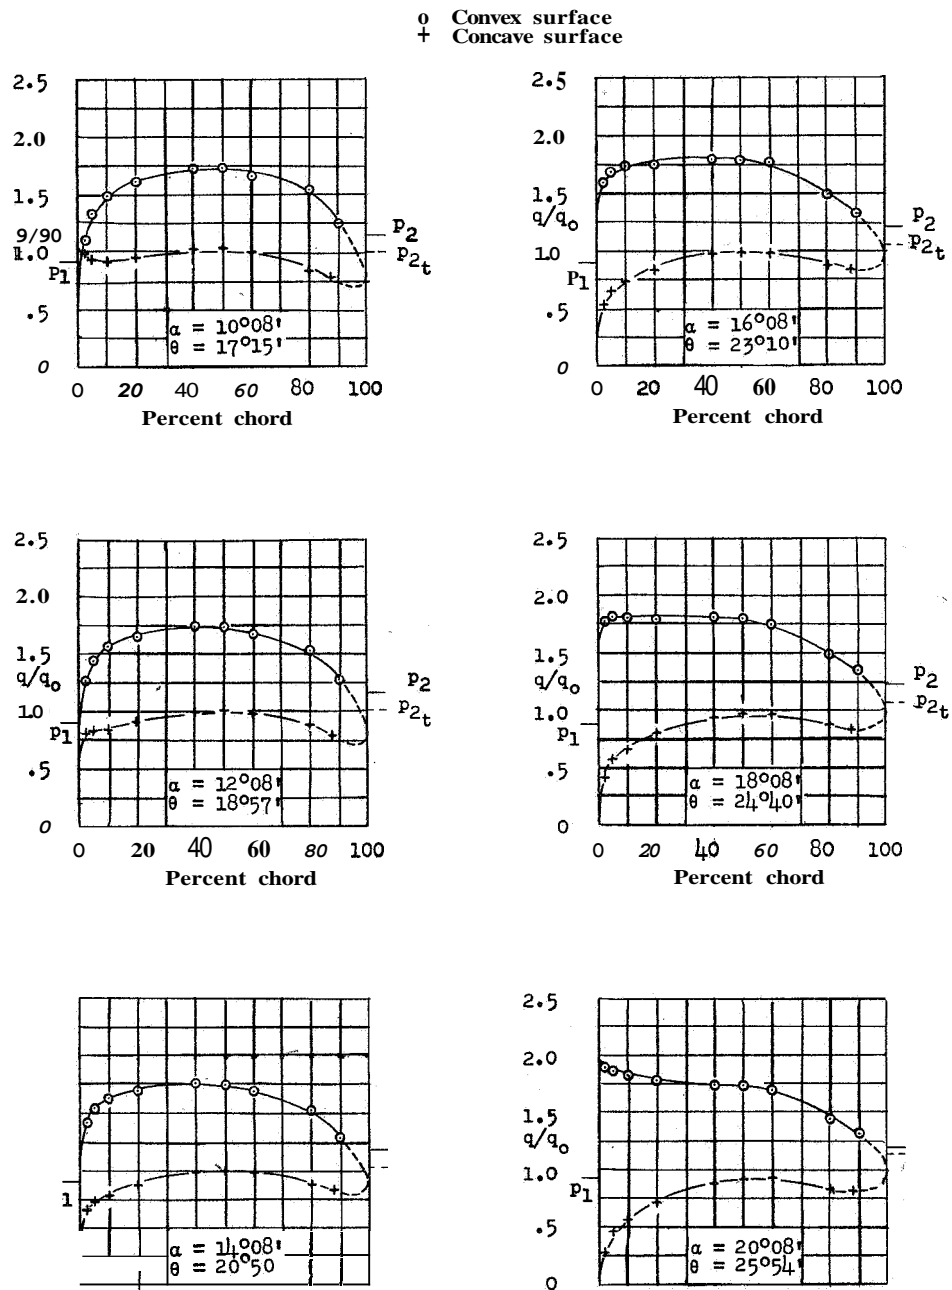 o Convex surface
+ Concave surface
2.5
2.0
1.5
9/90
1.0
P1
.5
0
p2
p2t
α = 10°08'
θ = 17°15'
0 20 40 60 80 100
Percent chord
2.5
2.0
1.5
q/qo
1.0
P1
.5
0
p2
p2t
α = 16°08'
θ = 23°10'
0 20 40 60 80 100
Percent chord
2.5
2.0
1.5
q/qo
1.0
P1
.5
0
p2
p2t
α = 12°08'
θ = 18°57'
0 20 40 60 80 100
Percent chord
2.5
2.0
1.5
q/qo
1.0
p1
.5
0
p2
p2t
α = 18°08'
θ = 24°40'
0 20 40 60 80 100
Percent chord
1
α = 14°08'
θ = 20°50
2.5
2.0
1.5
q/qo
1.0
p1
.5
0
α = 20°08'
θ = 25°54'